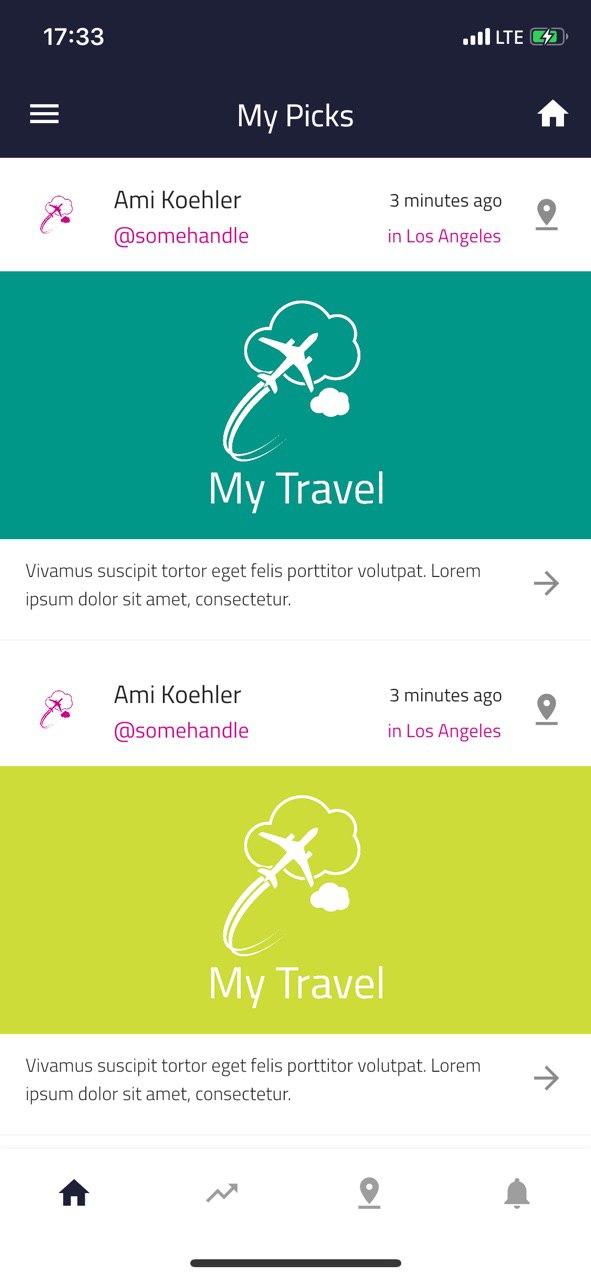 17:33 LTE
My Picks
Ami Koehler 3 minutes ago
@somehandle in Los Angeles
My Travel
Vivamus suscipit tortor eget felis porttitor volutpat. Lorem
ipsum dolor sit amet, consectetur.
Ami Koehler 3 minutes ago
@somehandle in Los Angeles
My Travel
Vivamus suscipit tortor eget felis porttitor volutpat. Lorem
ipsum dolor sit amet, consectetur.